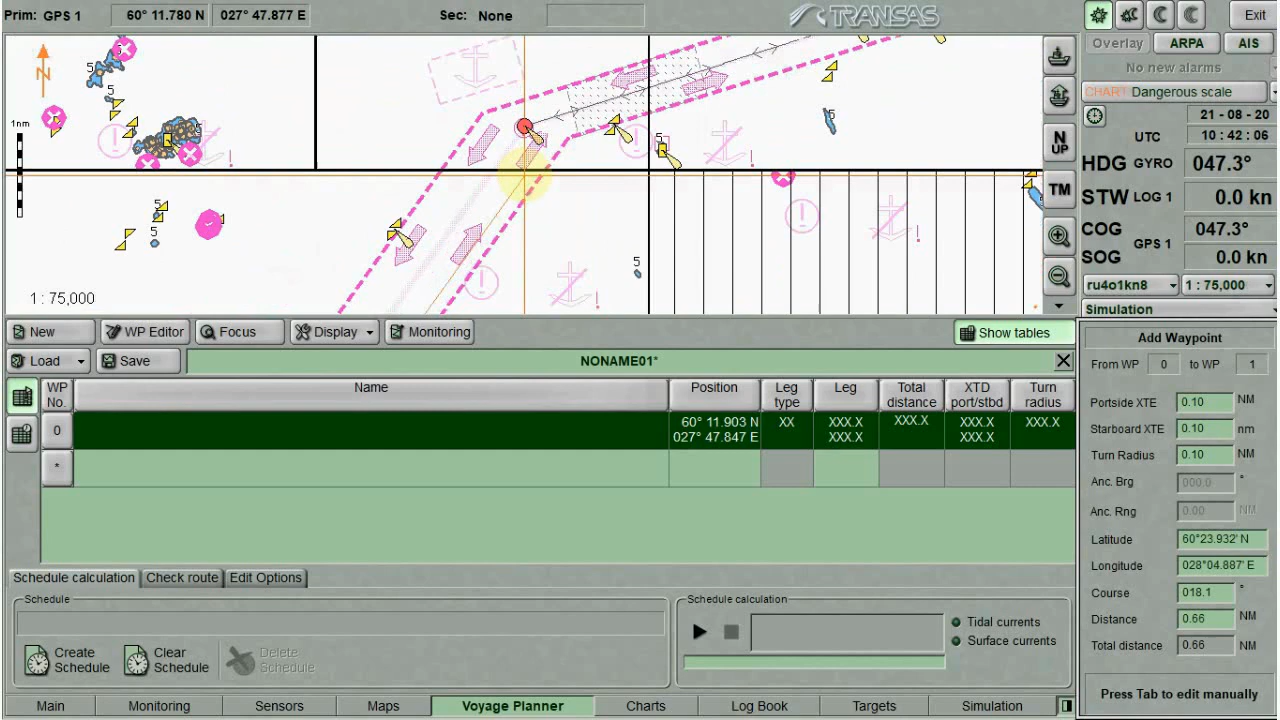 Prim: GPS 1 60° 11.780 N 027° 47.877 E Sec: None TRANSAS Exit
Overlay ARPA AIS
No new alarms
CHART Dangerous scale
21 - 08 - 20
UTC 10 : 42 : 06
HDG GYRO 047.3°
STW LOG 1 0.0 kn
COG GPS 1 047.3°
SOG 0.0 kn
ru4o1kn8 1 : 75,000
Simulation
N
1nm
5
5
5
5
5
5
5
N UP
TM
1 : 75,000
New WP Editor Focus Display Monitoring Show tables
Load Save NONAME01*
WP No. Name Position Leg type Leg Total distance XTD port/stbd Turn radius
0 60° 11.903 N XX XXX.X XXX.X XXX.X XXX.X
027° 47.847 E XXX.X XXX.X
*
Schedule calculation Check route Edit Options
Schedule
Create Schedule Clear Schedule Delete Schedule
Schedule calculation
Tidal currents
Surface currents
Add Waypoint
From WP 0 to WP 1
Portside XTE 0.10 NM
Starboard XTE 0.10 nm
Turn Radius 0.10 NM
Anc. Brg 000.0 °
Anc. Rng 0.00 NM
Latitude 60°23.932' N
Longitude 028°04.887' E
Course 018.1 °
Distance 0.66 NM
Total distance 0.66 NM
Press Tab to edit manually
Main Monitoring Sensors Maps Voyage Planner Charts Log Book Targets Simulation